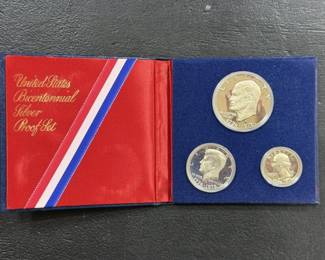 United States
Bicentennial
Silver
Proof Set